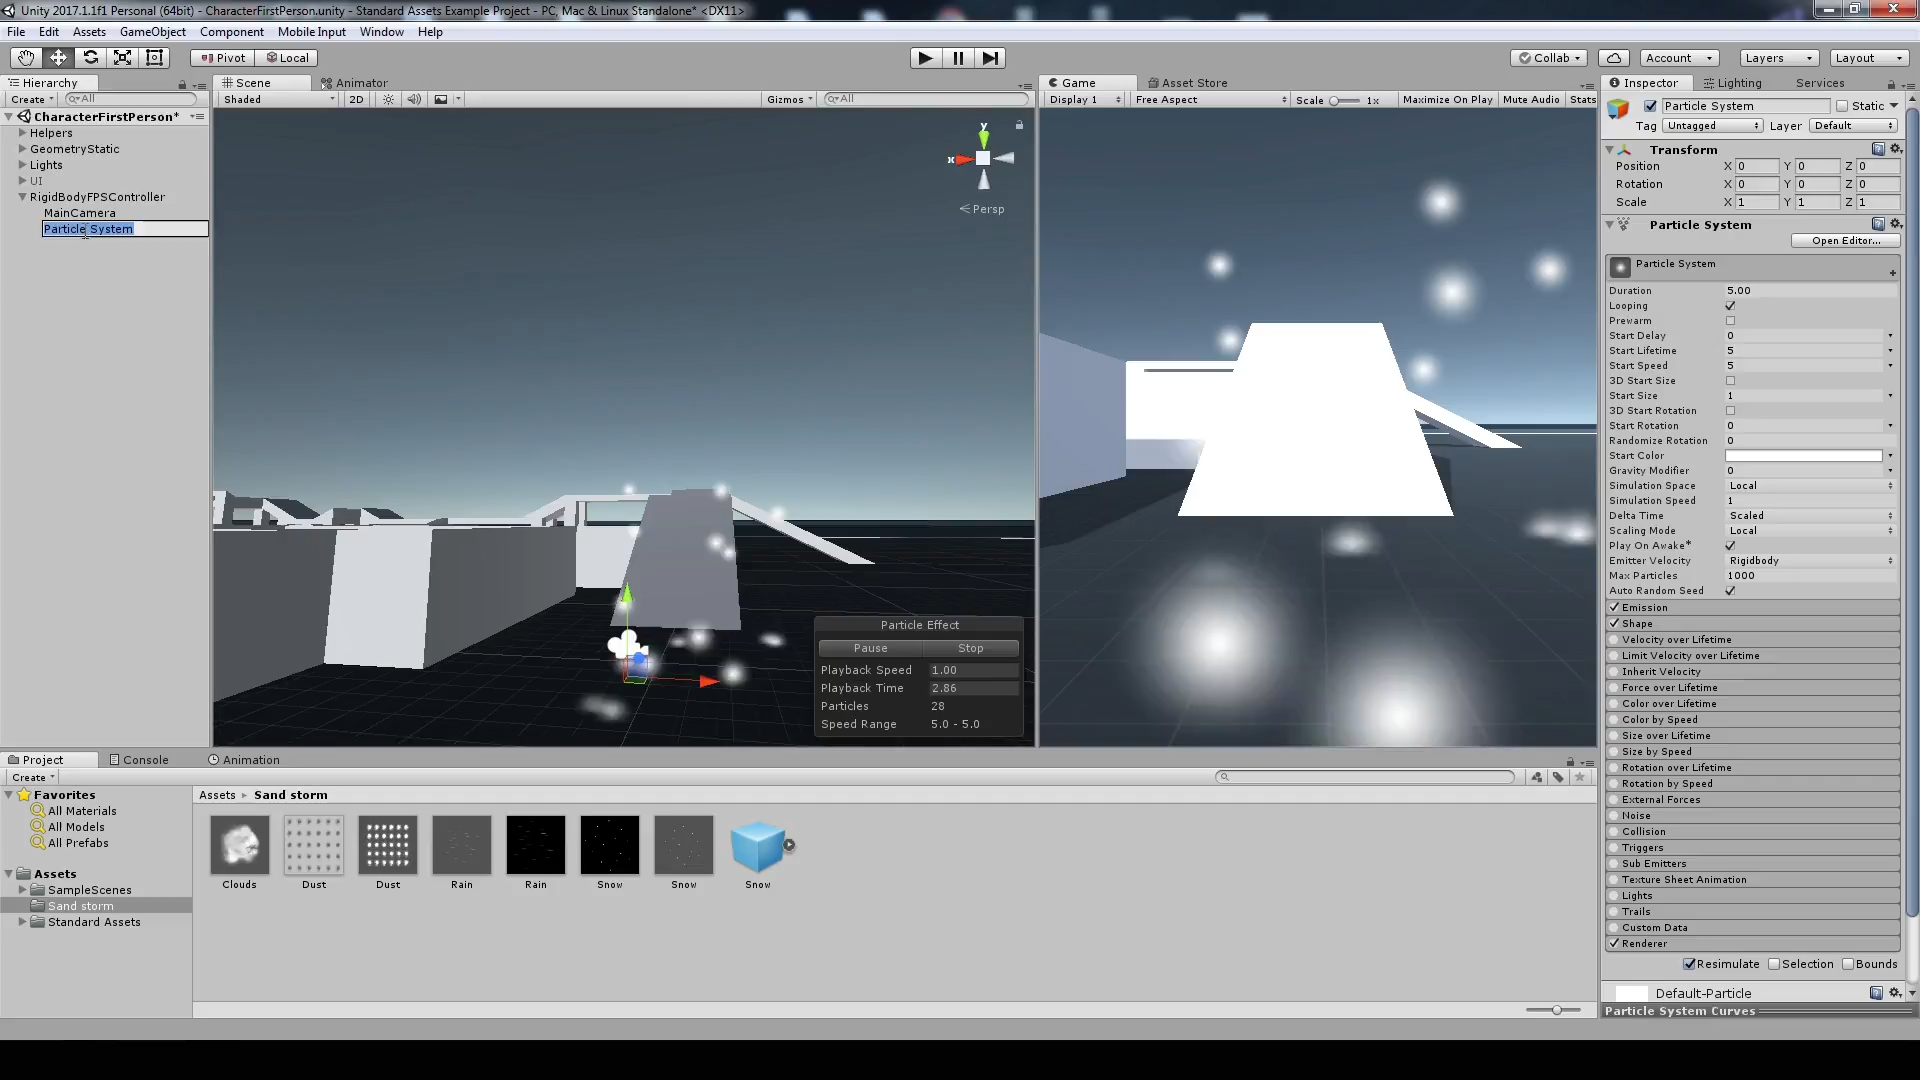 Unity 2017.1.1f1 Personal (64bit) - CharacterFirstPerson.unity - Standard Assets Example Project - PC, Mac & Linux Standalone* <DX11>
File Edit Assets GameObject Component Mobile Input Window Help
Pivot Local Collab Account Layers Layout
Hierarchy
Create All
CharacterFirstPerson*
Helpers
GeometryStatic
Lights
UI
RigidBodyFPSController
MainCamera
Particle System
Scene Animator
Shaded 2D Gizmos All
y
x
Persp
Particle Effect
Pause Stop
Playback Speed 1.00
Playback Time 2.86
Particles 28
Speed Range 5.0 - 5.0
Game Asset Store
Display 1 Free Aspect Scale 1x Maximize On Play Mute Audio Stats
Inspector Lighting Services
Particle System Static
Tag Untagged Layer Default
Transform
Position X 0 Y 0 Z 0
Rotation X 0 Y 0 Z 0
Scale X 1 Y 1 Z 1
Particle System
Open Editor...
Particle System
Duration 5.00
Looping
Prewarm
Start Delay 0
Start Lifetime 5
Start Speed 5
3D Start Size
Start Size 1
3D Start Rotation
Start Rotation 0
Randomize Rotation 0
Start Color
Gravity Modifier 0
Simulation Space Local
Simulation Speed 1
Delta Time Scaled
Scaling Mode Local
Play On Awake*
Emitter Velocity Rigidbody
Max Particles 1000
Auto Random Seed
Emission
Shape
Velocity over Lifetime
Limit Velocity over Lifetime
Inherit Velocity
Force over Lifetime
Color over Lifetime
Color by Speed
Size over Lifetime
Size by Speed
Rotation over Lifetime
Rotation by Speed
External Forces
Noise
Collision
Triggers
Sub Emitters
Texture Sheet Animation
Lights
Trails
Custom Data
Renderer
Resimulate Selection Bounds
Default-Particle
Particle System Curves
Project Console Animation
Create
Favorites
All Materials
All Models
All Prefabs
Assets
SampleScenes
Sand storm
Standard Assets
Assets Sand storm
Clouds Dust Dust Rain Rain Snow Snow Snow